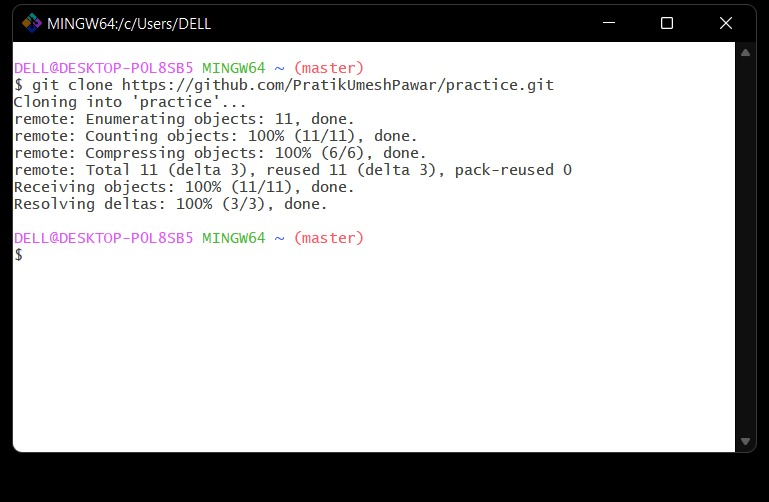 MINGW64:/c/Users/DELL
DELL@DESKTOP-POL8SB5 MINGW64 ~ (master)
$ git clone https://github.com/PratikUmeshPawar/practice.git
Cloning into 'practice'...
remote: Enumerating objects: 11, done.
remote: Counting objects: 100% (11/11), done.
remote: Compressing objects: 100% (6/6), done.
remote: Total 11 (delta 3), reused 11 (delta 3), pack-reused 0
Receiving objects: 100% (11/11), done.
Resolving deltas: 100% (3/3), done.
DELL@DESKTOP-POL8SB5 MINGW64 ~ (master)
$